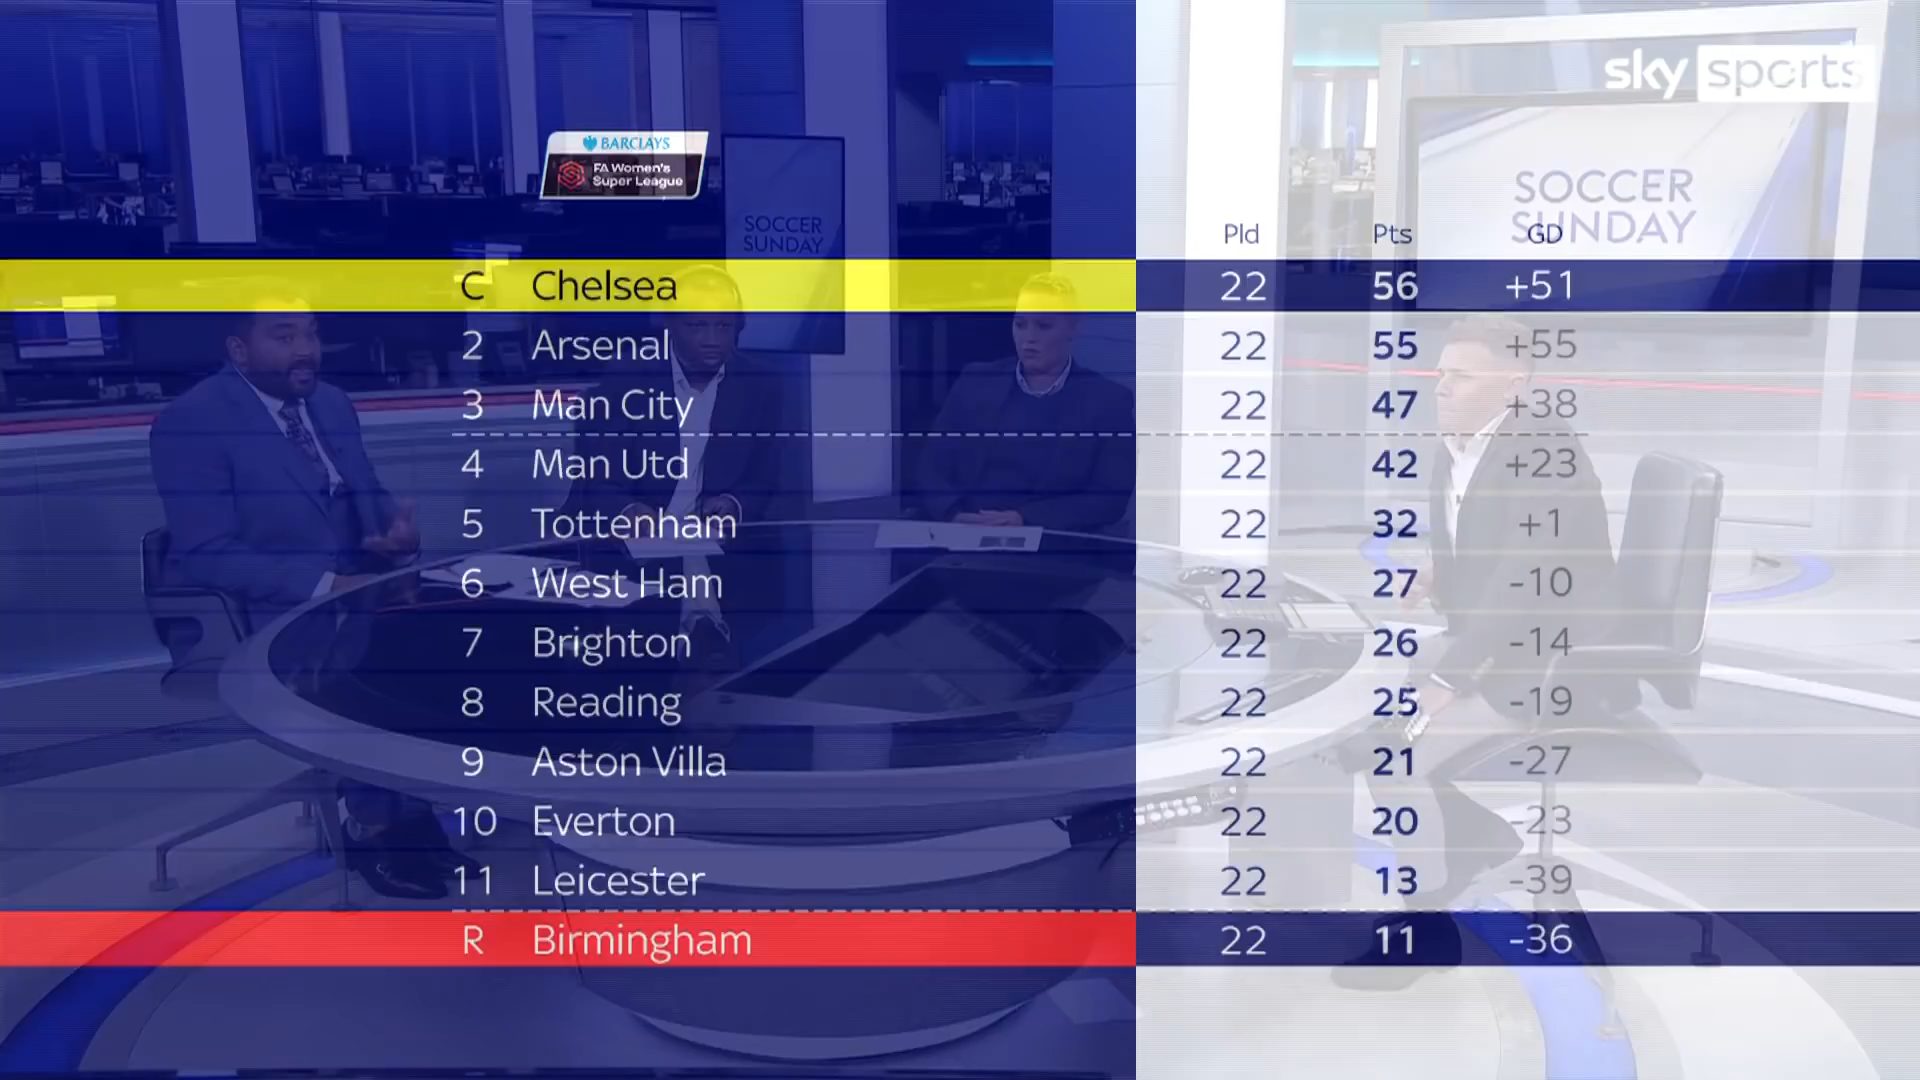 sky sports
BARCLAYS
FA Women's
Super League
SOCCER
SUNDAY
SOCCER
SUNDAY
Pld Pts GD
C Chelsea 22 56 +51
2 Arsenal 22 55 +55
3 Man City 22 47 +38
4 Man Utd 22 42 +23
5 Tottenham 22 32 +1
6 West Ham 22 27 -10
7 Brighton 22 26 -14
8 Reading 22 25 -19
9 Aston Villa 22 21 -27
10 Everton 22 20 -23
11 Leicester 22 13 -39
R Birmingham 22 11 -36